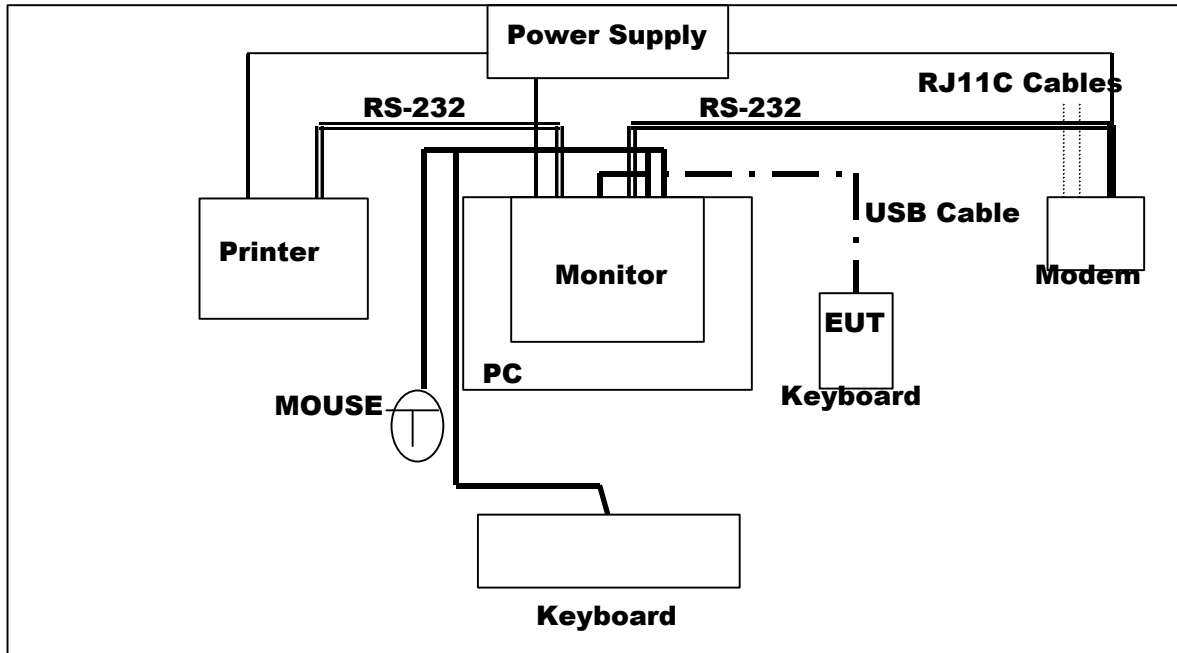 Power Supply
RJ11C Cables
RS-232
RS-232
USB Cable
Printer
Monitor
Modem
EUT
PC
Keyboard
MOUSE
Keyboard